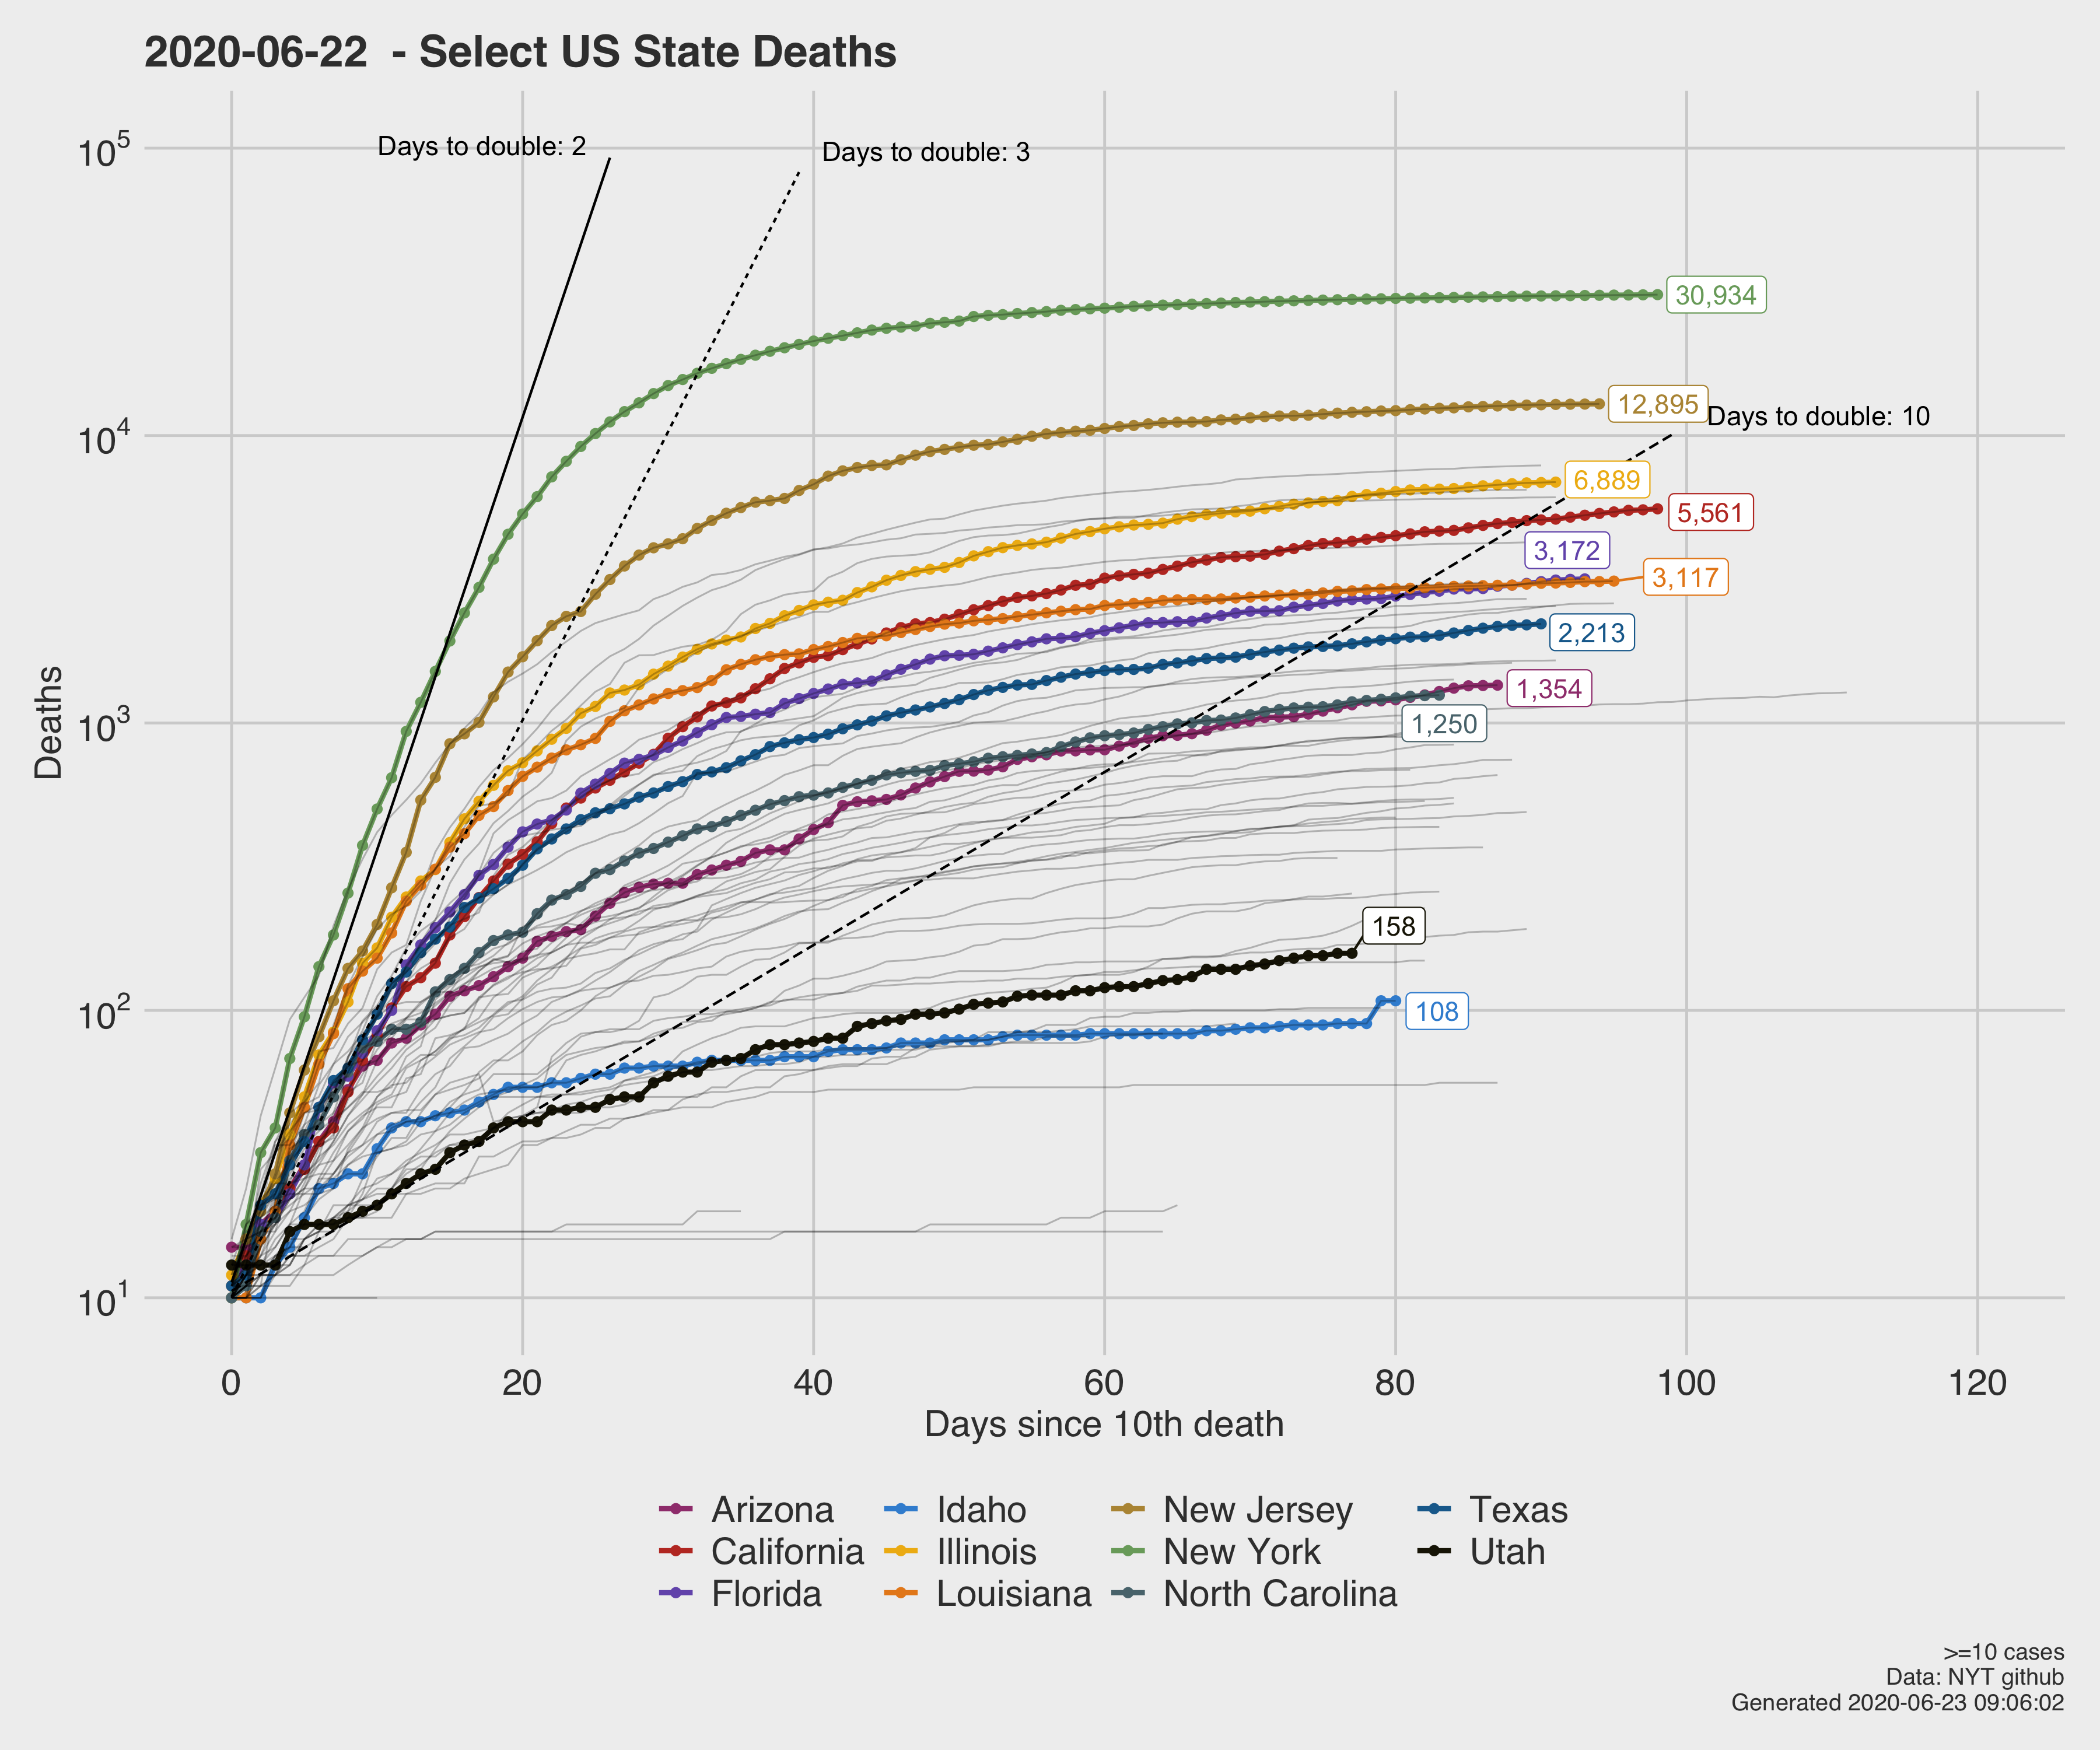 2020-06-22 - Select US State Deaths
Days to double: 2
Days to double: 3
10^5
30,934
12,895
Days to double: 10
10^4
6,889
5,561
3,172
3,117
2,213
1,354
1,250
10^3
Deaths
158
108
10^2
10^1
0 20 40 60 80 100 120
Days since 10th death
Arizona Idaho New Jersey Texas
California Illinois New York Utah
Florida Louisiana North Carolina
>=10 cases
Data: NYT github
Generated 2020-06-23 09:06:02